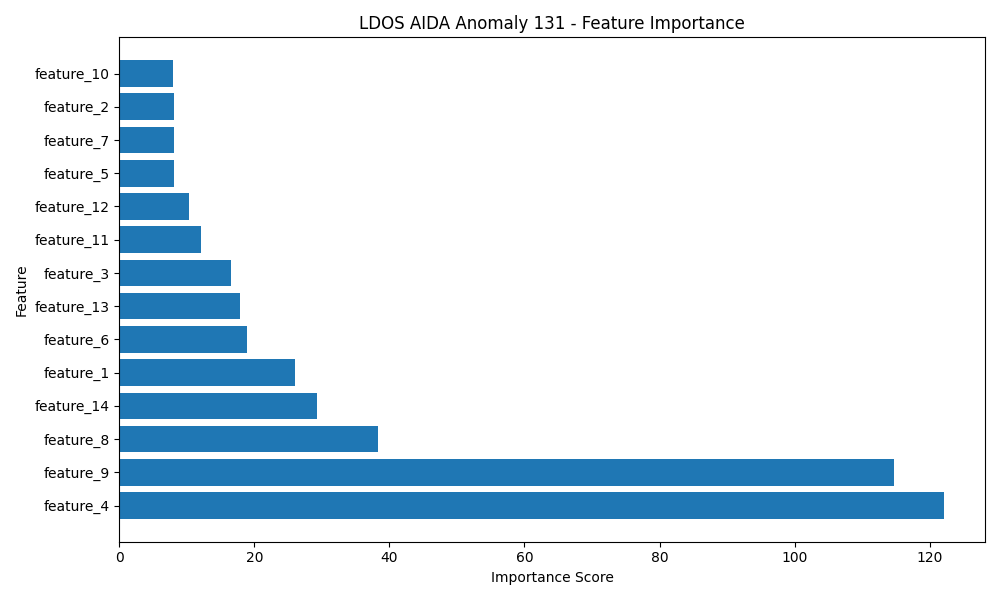 LDOS AIDA Anomaly 131 - Feature Importance
feature_10
feature_2
feature_7
feature_5
feature_12
feature_11
feature_3
feature_13
feature_6
feature_1
feature_14
feature_8
feature_9
feature_4
Feature
0 20 40 60 80 100 120
Importance Score